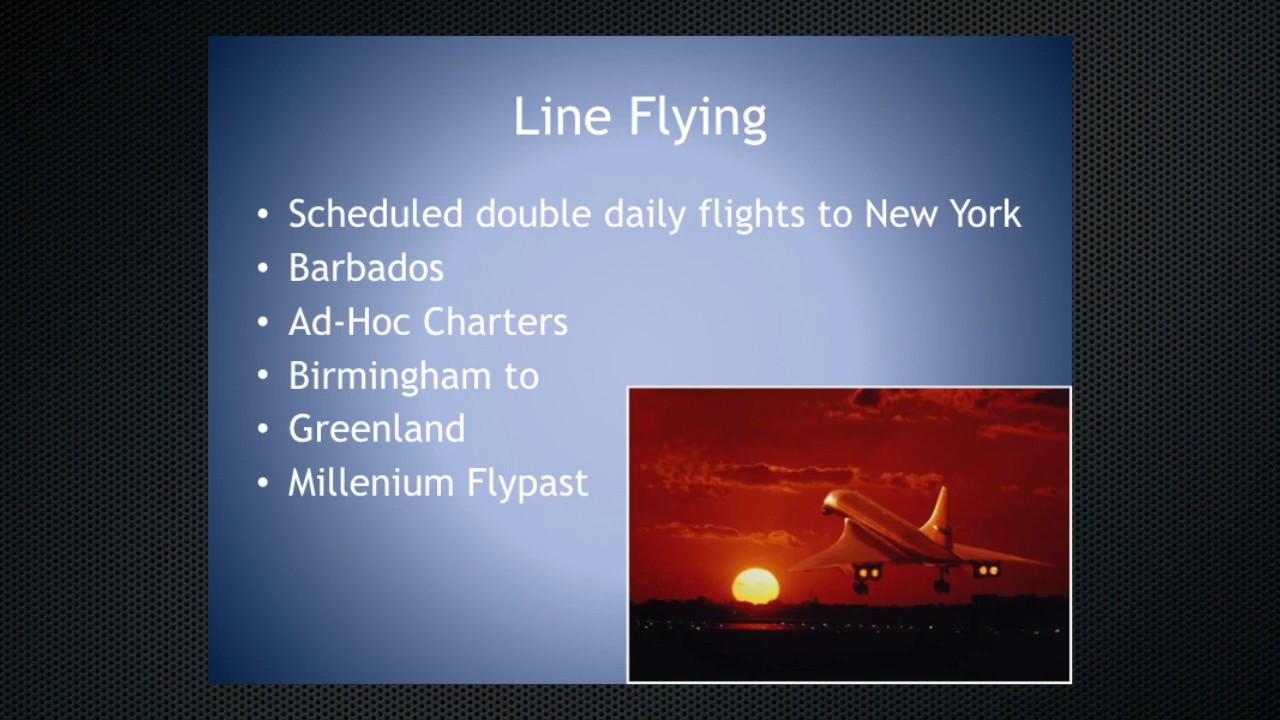 Line Flying
• Scheduled double daily flights to New York
• Barbados
• Ad-Hoc Charters
• Birmingham to
• Greenland
• Millenium Flypast